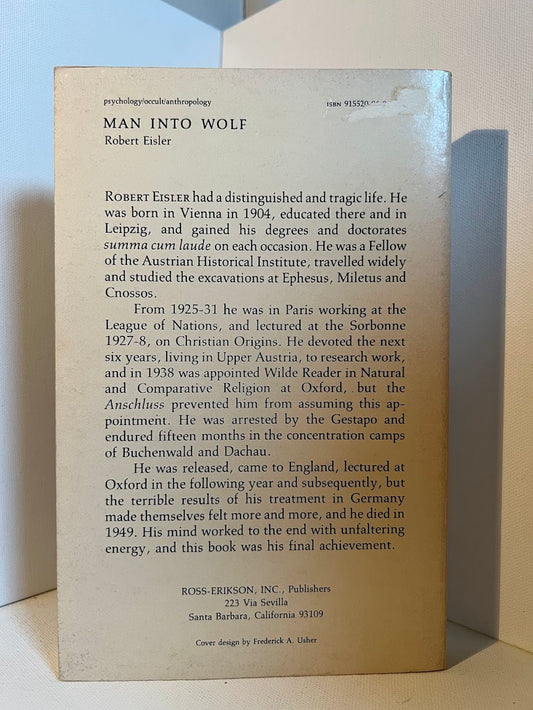 psychology/occult/anthropology
ISBN 915520
MAN INTO WOLF
Robert Eisler
ROBERT EISLER had a distinguished and tragic life. He
was born in Vienna in 1904, educated there and in
Leipzig, and gained his degrees and doctorates
summa cum laude on each occasion. He was a Fellow
of the Austrian Historical Institute, travelled widely
and studied the excavations at Ephesus, Miletus and
Cnossos.
From 1925-31 he was in Paris working at the
League of Nations, and lectured at the Sorbonne
1927-8, on Christian Origins. He devoted the next
six years, living in Upper Austria, to research work,
and in 1938 was appointed Wilde Reader in Natural
and Comparative Religion at Oxford, but the
Anschluss prevented him from assuming this ap-
pointment. He was arrested by the Gestapo and
endured fifteen months in the concentration camps
of Buchenwald and Dachau.
He was released, came to England, lectured at
Oxford in the following year and subsequently, but
the terrible results of his treatment in Germany
made themselves felt more and more, and he died in
1949. His mind worked to the end with unfaltering
energy, and this book was his final achievement.
ROSS-ERIKSON, INC., Publishers
223 Via Sevilla
Santa Barbara, California 93109
Cover design by Frederick A. Usher